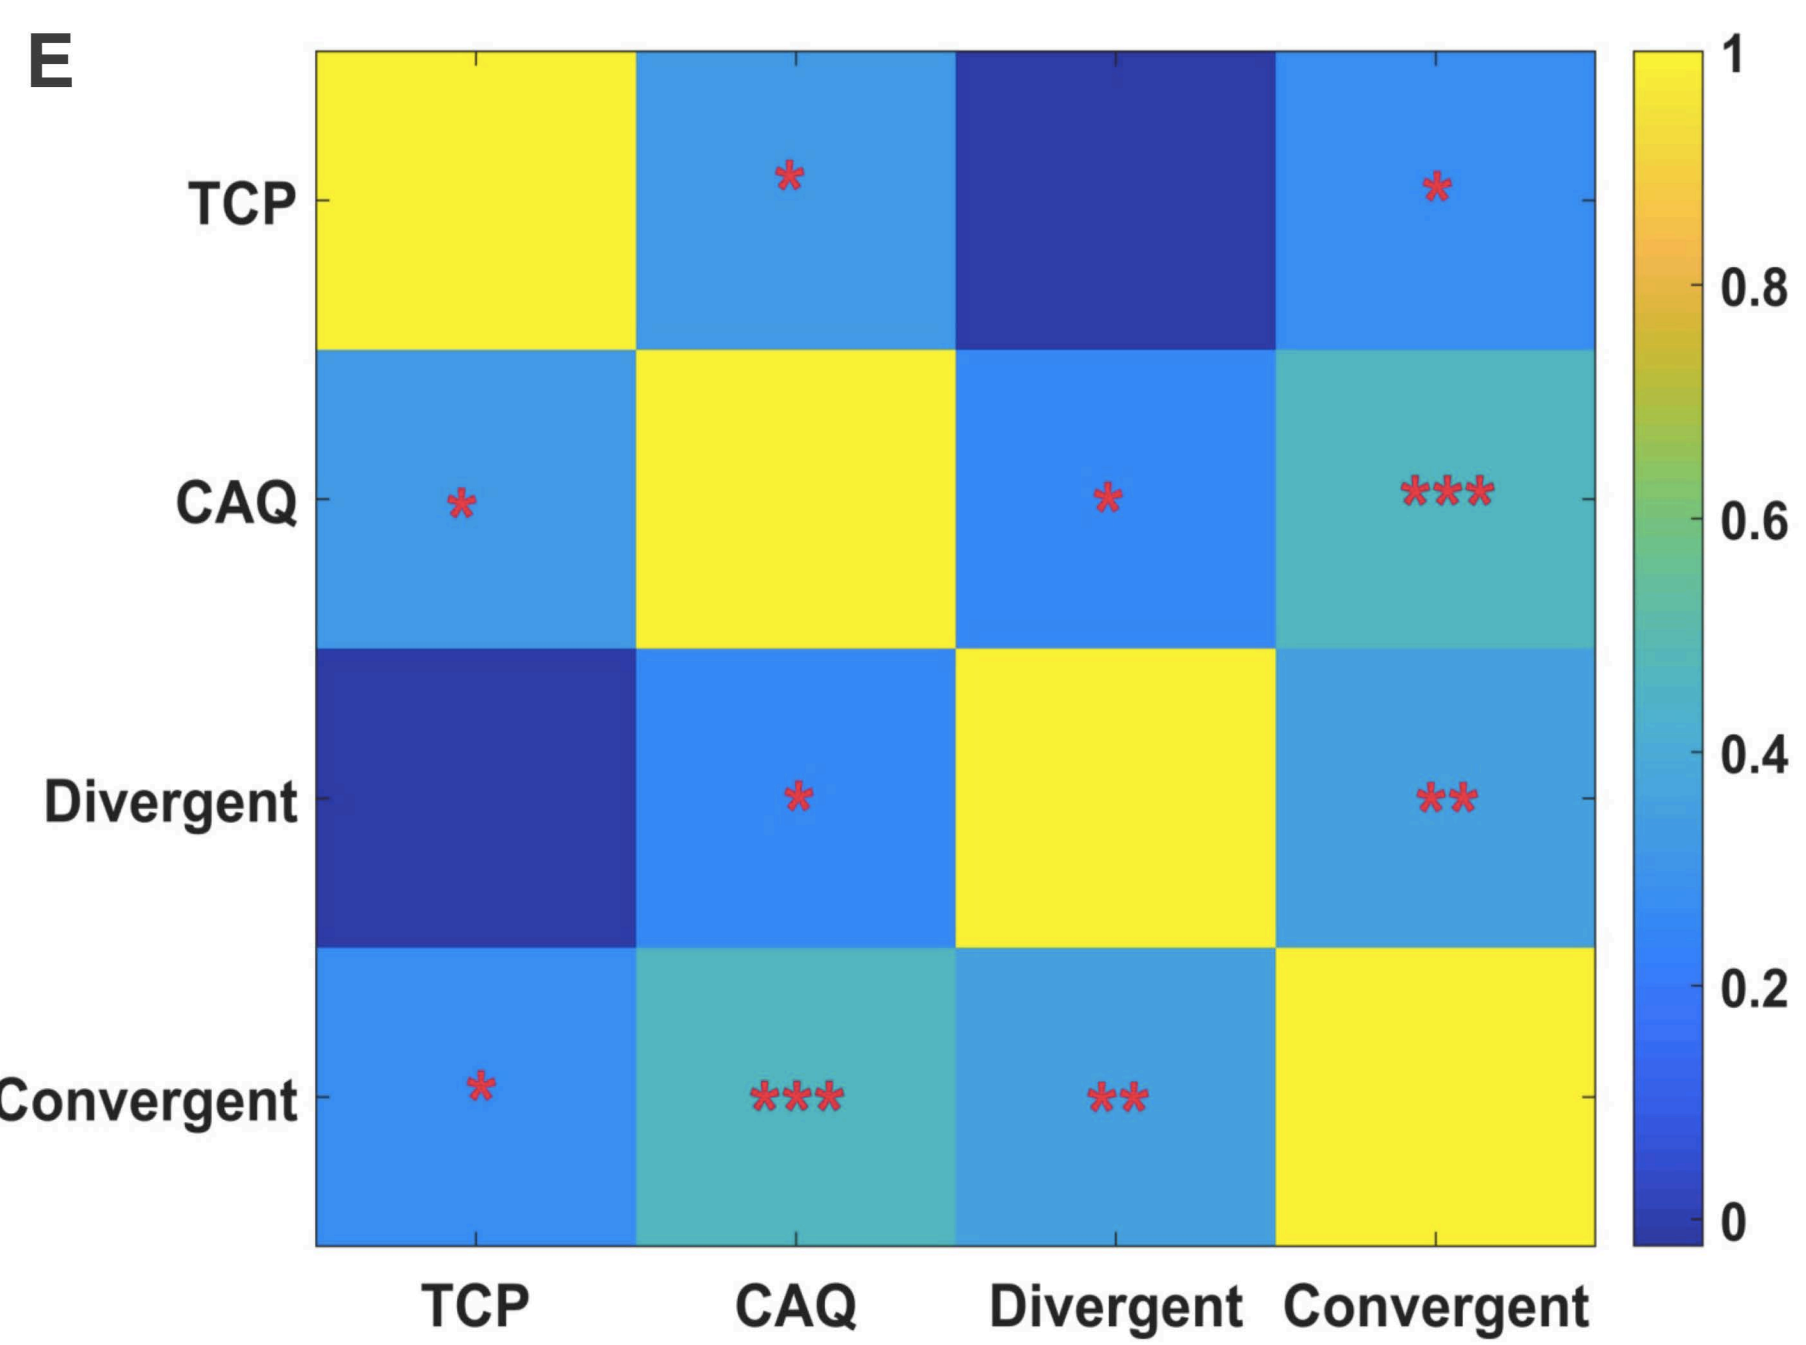 E
1
TCP * *
0.8
CAQ * * ***
0.6
0.4
Divergent * **
0.2
Convergent * *** **
0
TCP CAQ Divergent Convergent